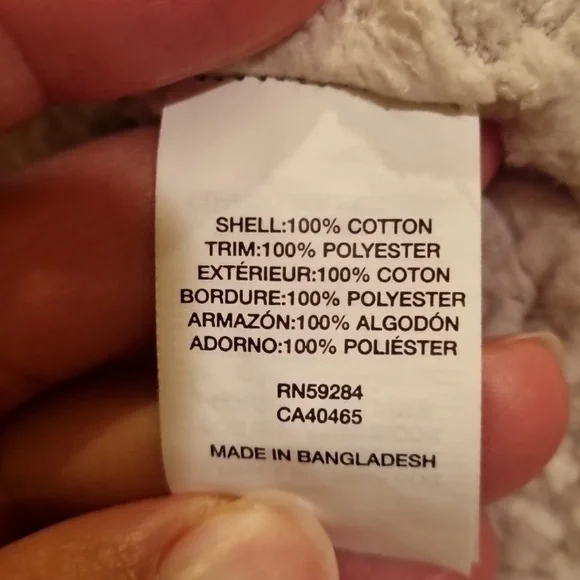 SHELL:100% COTTON
TRIM:100% POLYESTER
EXTÉRIEUR:100% COTON
BORDURE:100% POLYESTER
ARMAZÓN:100% ALGODÓN
ADORNO:100% POLIÉSTER
RN59284
CA40465
MADE IN BANGLADESH